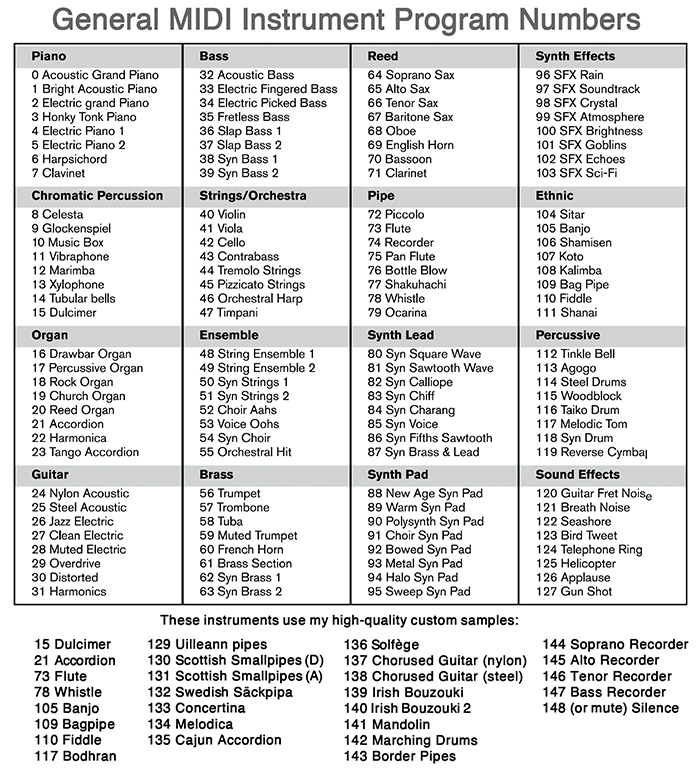 General MIDI Instrument Program Numbers
Piano
0 Acoustic Grand Piano
1 Bright Acoustic Piano
2 Electric grand Piano
3 Honky Tonk Piano
4 Electric Piano 1
5 Electric Piano 2
6 Harpsichord
7 Clavinet
Chromatic Percussion
8 Celesta
9 Glockenspiel
10 Music Box
11 Vibraphone
12 Marimba
13 Xylophone
14 Tubular bells
15 Dulcimer
Organ
16 Drawbar Organ
17 Percussive Organ
18 Rock Organ
19 Church Organ
20 Reed Organ
21 Accordion
22 Harmonica
23 Tango Accordion
Guitar
24 Nylon Acoustic
25 Steel Acoustic
26 Jazz Electric
27 Clean Electric
28 Muted Electric
29 Overdrive
30 Distorted
31 Harmonics
Bass
32 Acoustic Bass
33 Electric Fingered Bass
34 Electric Picked Bass
35 Fretless Bass
36 Slap Bass 1
37 Slap Bass 2
38 Syn Bass 1
39 Syn Bass 2
Strings/Orchestra
40 Violin
41 Viola
42 Cello
43 Contrabass
44 Tremolo Strings
45 Pizzicato Strings
46 Orchestral Harp
47 Timpani
Ensemble
48 String Ensemble 1
49 String Ensemble 2
50 Syn Strings 1
51 Syn Strings 2
52 Choir Aahs
53 Voice Oohs
54 Syn Choir
55 Orchestral Hit
Brass
56 Trumpet
57 Trombone
58 Tuba
59 Muted Trumpet
60 French Horn
61 Brass Section
62 Syn Brass 1
63 Syn Brass 2
Reed
64 Soprano Sax
65 Alto Sax
66 Tenor Sax
67 Baritone Sax
68 Oboe
69 English Horn
70 Bassoon
71 Clarinet
Pipe
72 Piccolo
73 Flute
74 Recorder
75 Pan Flute
76 Bottle Blow
77 Shakuhachi
78 Whistle
79 Ocarina
Synth Lead
80 Syn Square Wave
81 Syn Sawtooth Wave
82 Syn Calliope
83 Syn Chiff
84 Syn Charang
85 Syn Voice
86 Syn Fifths Sawtooth
87 Syn Brass & Lead
Synth Pad
88 New Age Syn Pad
89 Warm Syn Pad
90 Polysynth Syn Pad
91 Choir Syn Pad
92 Bowed Syn Pad
93 Metal Syn Pad
94 Halo Syn Pad
95 Sweep Syn Pad
Synth Effects
96 SFX Rain
97 SFX Soundtrack
98 SFX Crystal
99 SFX Atmosphere
100 SFX Brightness
101 SFX Goblins
102 SFX Echoes
103 SFX Sci-Fi
Ethnic
104 Sitar
105 Banjo
106 Shamisen
107 Koto
108 Kalimba
109 Bag Pipe
110 Fiddle
111 Shanai
Percussive
112 Tinkle Bell
113 Agogo
114 Steel Drums
115 Woodblock
116 Taiko Drum
117 Melodic Tom
118 Syn Drum
119 Reverse Cymbal
Sound Effects
120 Guitar Fret Noise
121 Breath Noise
122 Seashore
123 Bird Tweet
124 Telephone Ring
125 Helicopter
126 Applause
127 Gun Shot
These instruments use my high-quality custom samples:
15 Dulcimer
21 Accordion
73 Flute
78 Whistle
105 Banjo
109 Bagpipe
110 Fiddle
117 Bodhran
129 Uilleann pipes
130 Scottish Smallpipes (D)
131 Scottish Smallpipes (A)
132 Swedish Säckpipa
133 Concertina
134 Melodica
135 Cajun Accordion
136 Solfège
137 Chorused Guitar (nylon)
138 Chorused Guitar (steel)
139 Irish Bouzouki
140 Irish Bouzouki 2
141 Mandolin
142 Marching Drums
143 Border Pipes
144 Soprano Recorder
145 Alto Recorder
146 Tenor Recorder
147 Bass Recorder
148 (or mute) Silence